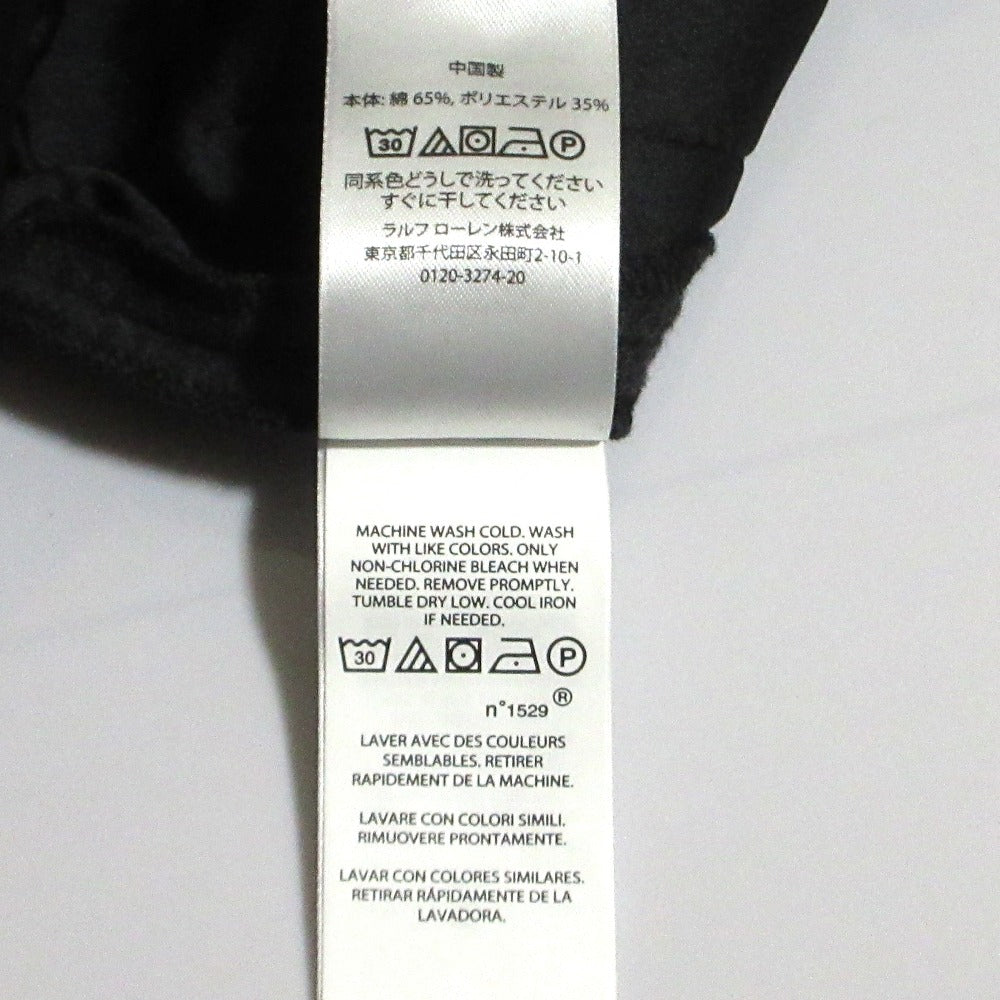 中国製
本体: 綿 65%, ポリエステル 35%
30 P
同系色どうしで洗ってください
すぐに干してください
ラルフ ローレン株式会社
東京都千代田区永田町2-10-1
0120-3274-20
MACHINE WASH COLD. WASH
WITH LIKE COLORS. ONLY
NON-CHLORINE BLEACH WHEN
NEEDED. REMOVE PROMPTLY.
TUMBLE DRY LOW. COOL IRON
IF NEEDED.
30 P
n°1529 ®
LAVER AVEC DES COULEURS
SEMBLABLES. RETIRER
RAPIDEMENT DE LA MACHINE.
LAVARE CON COLORI SIMILI.
RIMUOVERE PRONTAMENTE.
LAVAR CON COLORES SIMILARES.
RETIRAR RÁPIDAMENTE DE LA
LAVADORA.